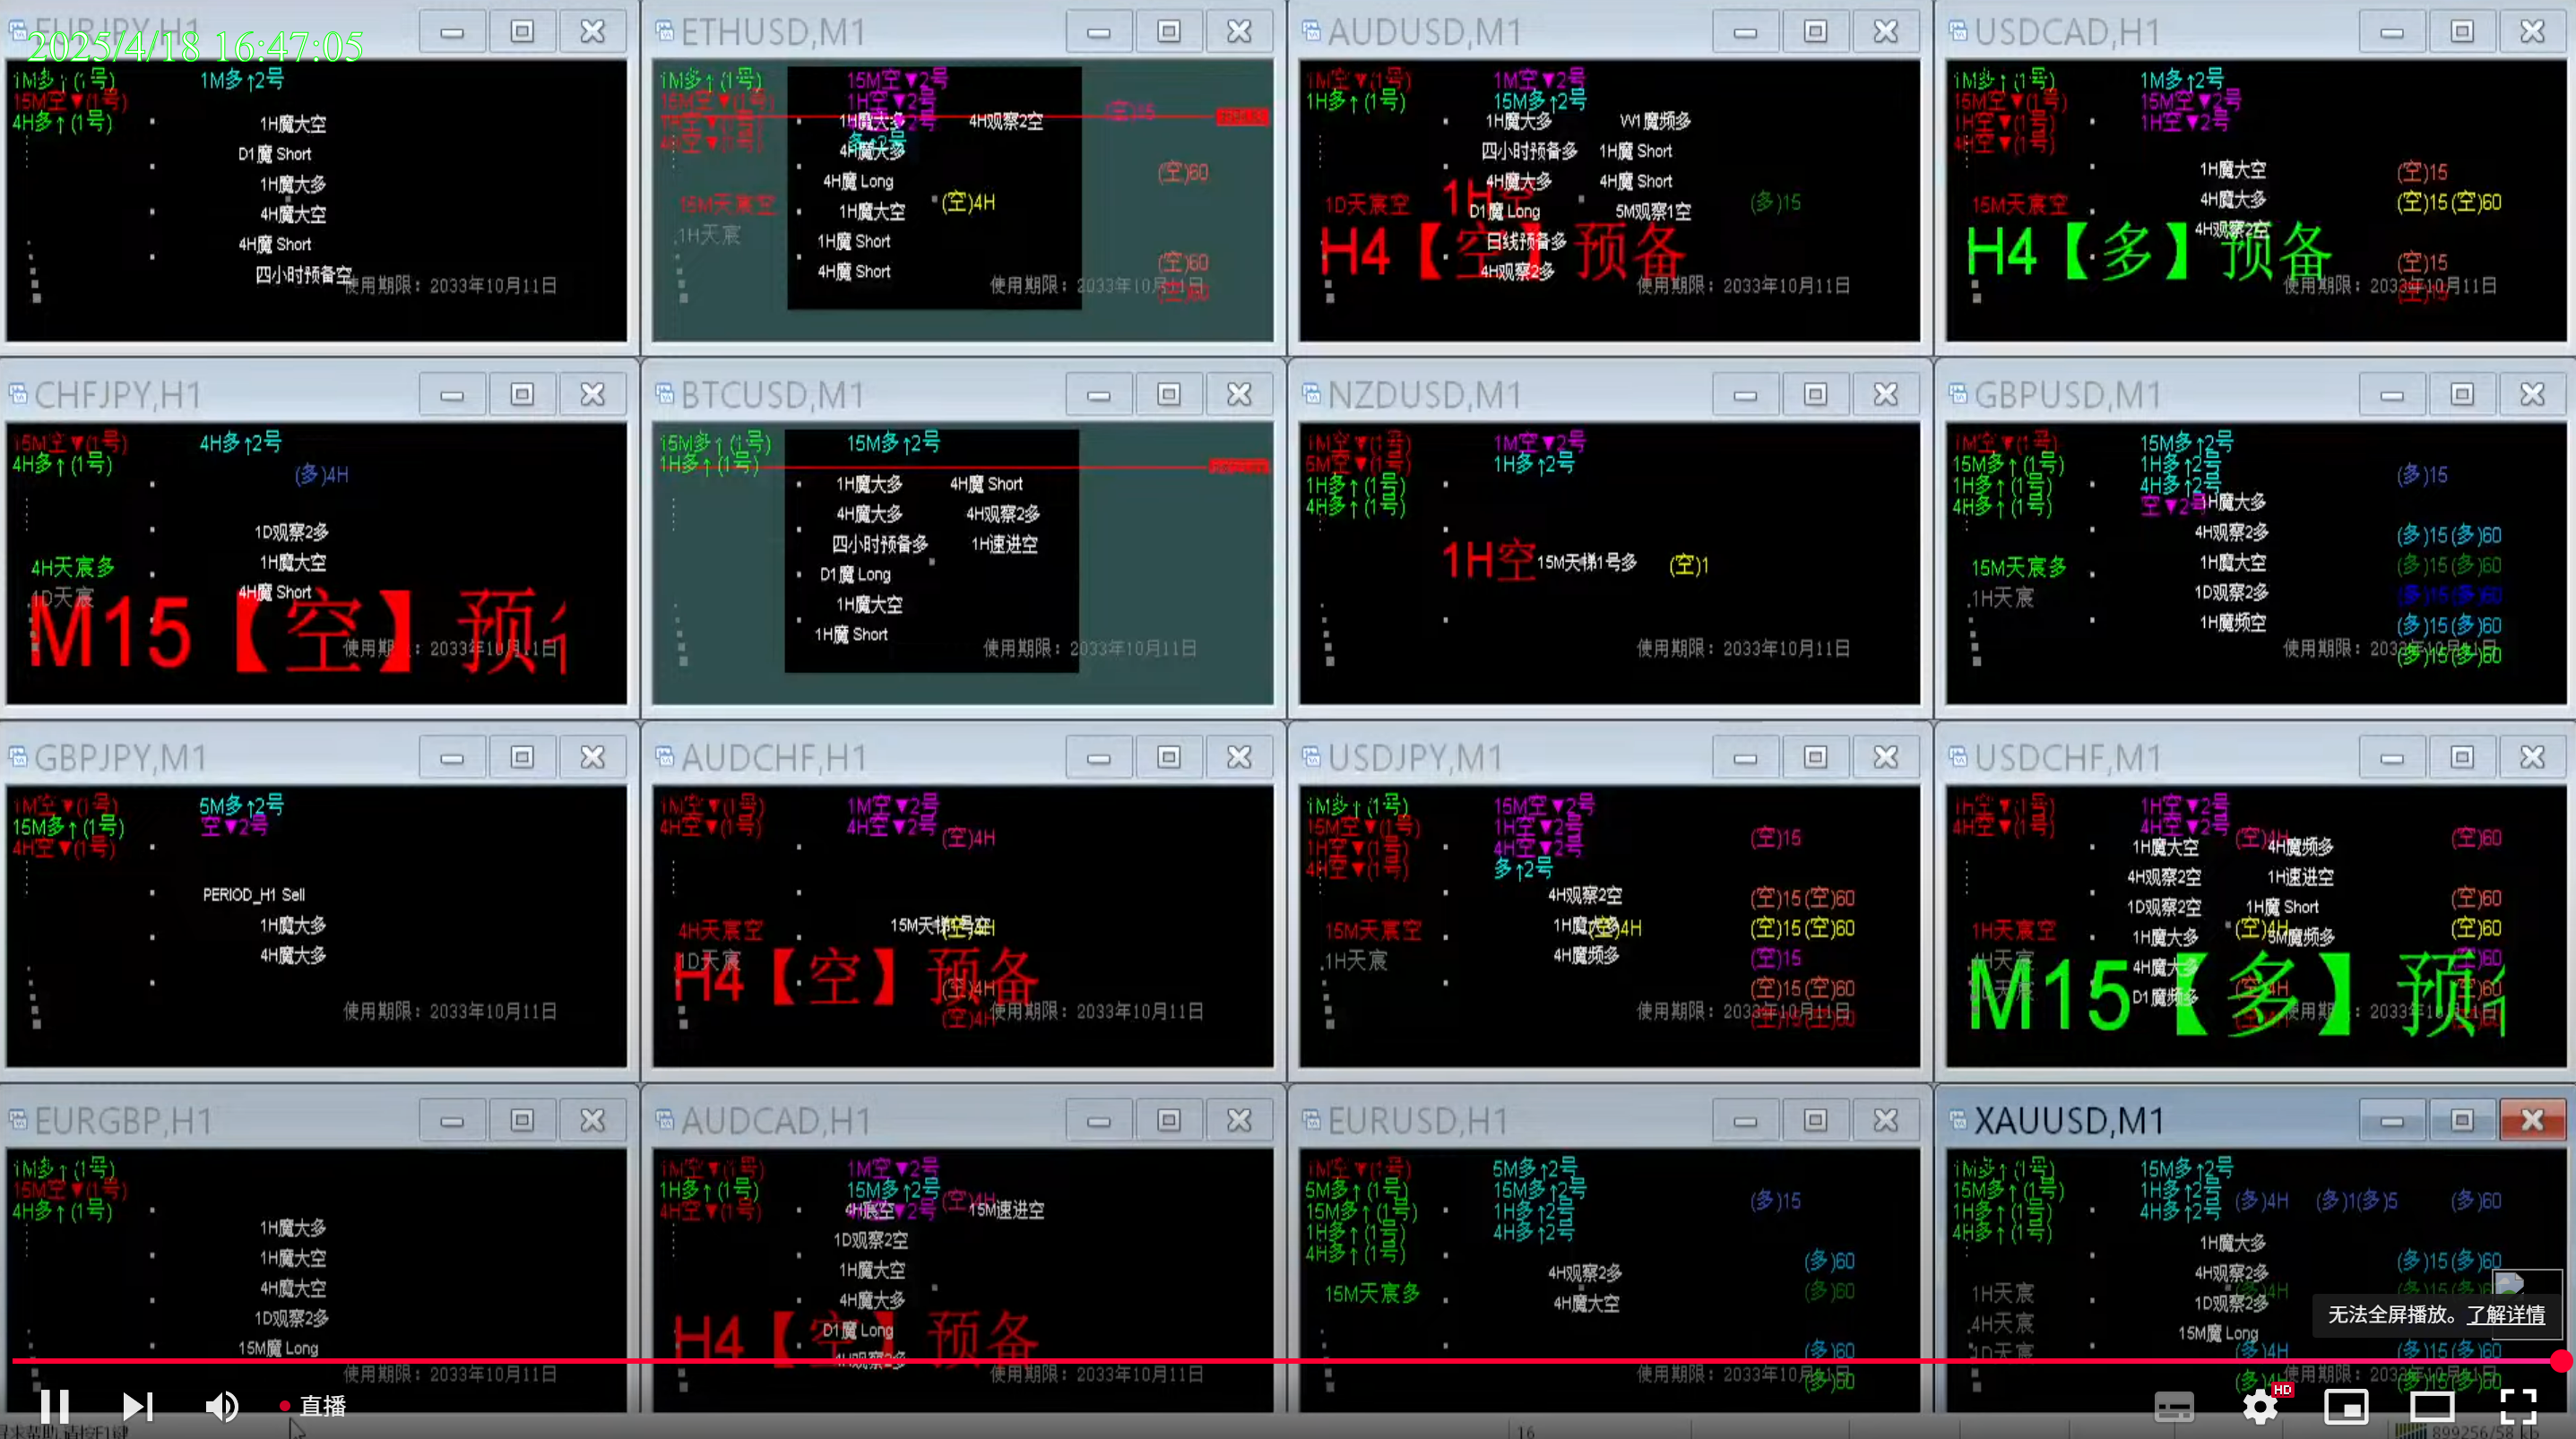 EURJPY,H1
2025/4/18 16:47:05
1M多↑(1号)
1M多↑2号
15M空▼(1号)
4H多↑(1号)
1H魔大空
D1魔 Short
1H魔大多
4H魔大空
4H魔 Short
四小时预备空
使用期限：2033年10月11日
ETHUSD,M1
1M多↑(1号)
15M空▼2号
15M空▼(1号)
1H空▼2号
(空)15
1H魔大多
4H观察2空
多↑2号
4H魔大多
(空)60
4H魔 Long
15M天宸空
1H魔大空
(空)4H
.1H天宸
1H魔 Short
(空)60
4H魔 Short
使用期限：2033年10月11日
(空)60
AUDUSD,M1
1M空▼(1号)
1M空▼2号
1H多↑(1号)
15M多↑2号
1H魔大多
W1魔频多
四小时预备多
1H魔 Short
4H魔大多
4H魔 Short
1H空
1D天宸空
D1魔 Long
5M观察1空
(多)15
日线预备多
H4【空】预备
4H观察2多
使用期限：2033年10月11日
USDCAD,H1
1M多↑(1号)
1M多↑2号
15M空▼(1号)
15M空▼2号
1H空▼(1号)
1H空▼2号
4H空▼(1号)
1H魔大空
(空)15
15M天宸空
4H魔大多
(空)15(空)60
4H观察2空
H4【多】预备
(空)15
使用期限：2033年10月11日
(空)15
CHFJPY,H1
15M空▼(1号)
4H多↑2号
4H多↑(1号)
(多)4H
1D观察2多
1H魔大空
4H天宸多
4H魔 Short
.1D天宸
M15【空】预
使用期限：2033年10月11日
BTCUSD,M1
15M多↑(1号)
15M多↑2号
1H多↑(1号)
1H魔大多
4H魔 Short
4H魔大多
4H观察2多
四小时预备多
1H速进空
D1魔 Long
1H魔大空
1H魔 Short
使用期限：2033年10月11日
NZDUSD,M1
1M空▼(1号)
1M空▼2号
5M空▼(1号)
1H多↑2号
1H多↑(1号)
4H多↑(1号)
1H空
15M天梯1号多
(空)1
使用期限：2033年10月11日
GBPUSD,M1
1M空▼(1号)
15M多↑2号
15M多↑(1号)
1H多↑2号
(多)15
1H多↑(1号)
4H多↑2号
4H多↑(1号)
空▼2号
1H魔大多
4H观察2多
(多)15(多)60
15M天宸多
1H魔大空
(多)15(多)60
.1H天宸
1D观察2多
(多)15(多)60
1H魔频空
(多)15(多)60
使用期限：2033年10月11日
(多)15(多)60
GBPJPY,M1
1M空▼(1号)
5M多↑2号
15M多↑(1号)
空▼2号
4H空▼(1号)
PERIOD_H1 Sell
1H魔大多
4H魔大多
使用期限：2033年10月11日
AUDCHF,H1
1M空▼(1号)
1M空▼2号
4H空▼(1号)
4H空▼2号
(空)4H
4H天宸空
15M天梯1号空
(空)4H
1D天宸
H4【空】预备
(空)4H
使用期限：2033年10月11日
(空)4H
USDJPY,M1
1M多↑(1号)
15M空▼2号
15M空▼(1号)
1H空▼2号
(空)15
1H空▼(1号)
4H空▼2号
4H空▼(1号)
多↑2号
4H观察2空
(空)15(空)60
15M天宸空
1H魔大多
(空)4H
(空)15(空)60
.1H天宸
4H魔频多
(空)15
(空)15(空)60
使用期限：2033年10月11日
(空)15(空)60
USDCHF,M1
1H空▼(1号)
1H空▼2号
4H空▼(1号)
4H空▼2号
(空)4H
(空)60
1H魔大空
4H魔频多
4H观察2空
1H速进空
1D观察2空
1H魔 Short
(空)60
1H天宸空
1H魔大多
(空)4H
5M魔频多
(空)60
.4H天宸
4H魔大多
(空)60
M15【多】预
D1魔频多
(空)4H
(空)60
使用期限：2033年10月11日
EURGBP,H1
1M多↑(1号)
15M空▼(1号)
4H多↑(1号)
1H魔大多
1H魔大空
4H魔大空
1D观察2多
15M魔 Long
使用期限：2033年10月11日
AUDCAD,H1
1M空▼(1号)
1M空▼2号
1H多↑(1号)
15M多↑2号
(空)4H
4H空▼(1号)
4H宸空
15M速进空
1D观察2空
1H魔大空
4H魔大多
D1魔 Long
H4【空】预备
4H观察2多
使用期限：2033年10月11日
EURUSD,H1
1M空▼(1号)
5M多↑2号
5M多↑(1号)
15M多↑2号
(多)15
15M多↑(1号)
1H多↑2号
1H多↑(1号)
4H多↑2号
4H多↑(1号)
4H观察2多
(多)60
15M天宸多
4H魔大空
(多)60
(多)60
使用期限：2033年10月11日
(多)60
XAUUSD,M1
1M多↑(1号)
15M多↑2号
15M多↑(1号)
1H多↑2号
(多)4H
(多)1(多)5
(多)60
1H多↑(1号)
4H多↑2号
4H多↑(1号)
1H魔大多
4H观察2多
(多)15(多)60
1H天宸
1D观察2多
.4H天宸
15M魔 Long
无法全屏播放。了解详情
1D天宸
(多)4H
(多)15(多)60
使用期限：2033年10月11日
(多)15(多)60
直播
HD
16
899256/58 kb